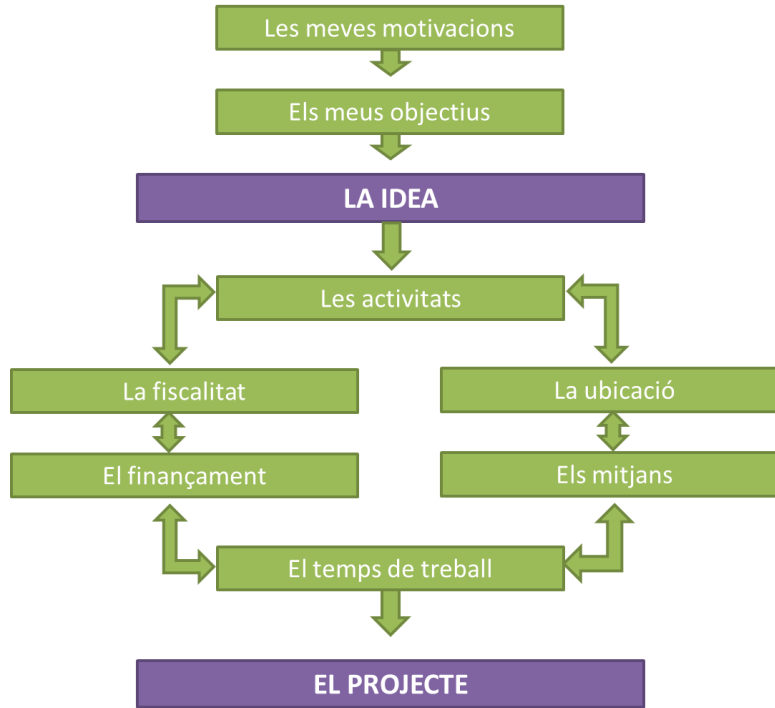 Les meves motivacions
Els meus objectius
LA IDEA
Les activitats
La fiscalitat
La ubicació
El finançament
Els mitjans
El temps de treball
EL PROJECTE